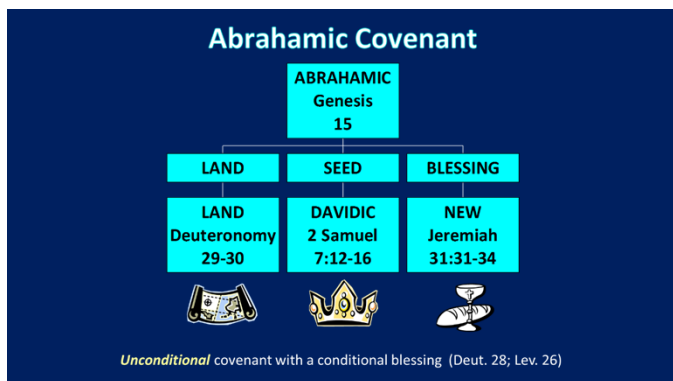 Abrahamic Covenant
ABRAHAMIC
Genesis
15
LAND
SEED
BLESSING
LAND
Deuteronomy
29-30
DAVIDIC
2 Samuel
7:12-16
NEW
Jeremiah
31:31-34
Unconditional covenant with a conditional blessing (Deut. 28; Lev. 26)